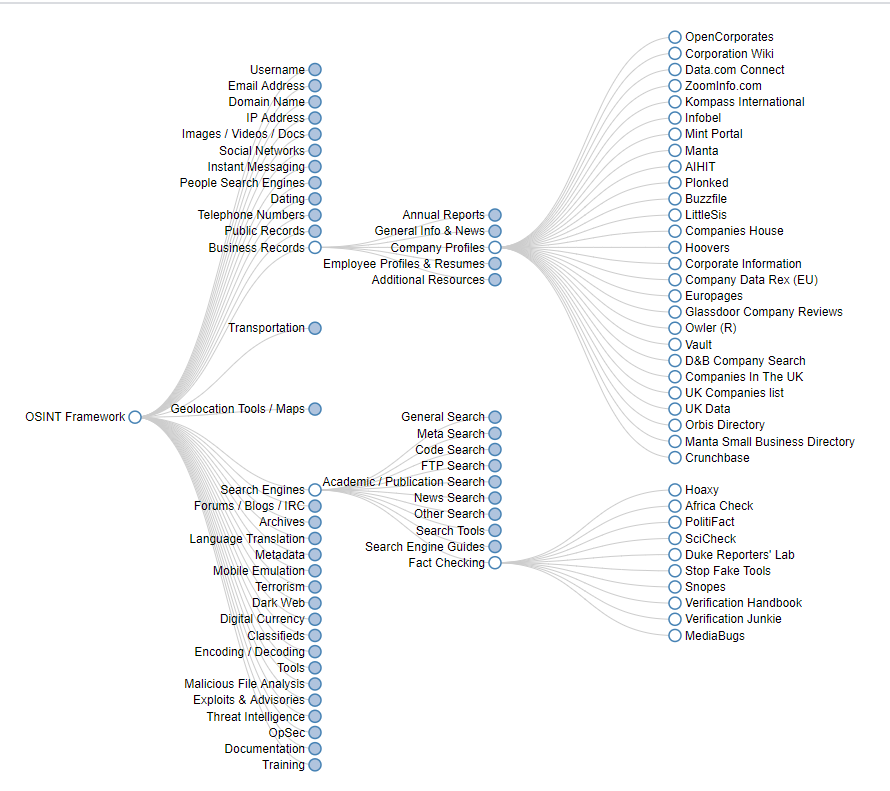 OSINT Framework
Username
Email Address
Domain Name
IP Address
Images / Videos / Docs
Social Networks
Instant Messaging
People Search Engines
Dating
Telephone Numbers
Public Records
Business Records
Transportation
Geolocation Tools / Maps
Search Engines
Forums / Blogs / IRC
Archives
Language Translation
Metadata
Mobile Emulation
Terrorism
Dark Web
Digital Currency
Classifieds
Encoding / Decoding
Tools
Malicious File Analysis
Exploits & Advisories
Threat Intelligence
OpSec
Documentation
Training
Annual Reports
General Info & News
Company Profiles
Employee Profiles & Resumes
Additional Resources
General Search
Meta Search
Code Search
FTP Search
Academic / Publication Search
News Search
Other Search
Search Tools
Search Engine Guides
Fact Checking
OpenCorporates
Corporation Wiki
Data.com Connect
ZoomInfo.com
Kompass International
Infobel
Mint Portal
Manta
AIHIT
Plonked
Buzzfile
LittleSis
Companies House
Hoovers
Corporate Information
Company Data Rex (EU)
Europages
Glassdoor Company Reviews
Owler (R)
Vault
D&B Company Search
Companies In The UK
UK Companies list
UK Data
Orbis Directory
Manta Small Business Directory
Crunchbase
Hoaxy
Africa Check
PolitiFact
SciCheck
Duke Reporters' Lab
Stop Fake Tools
Snopes
Verification Handbook
Verification Junkie
MediaBugs